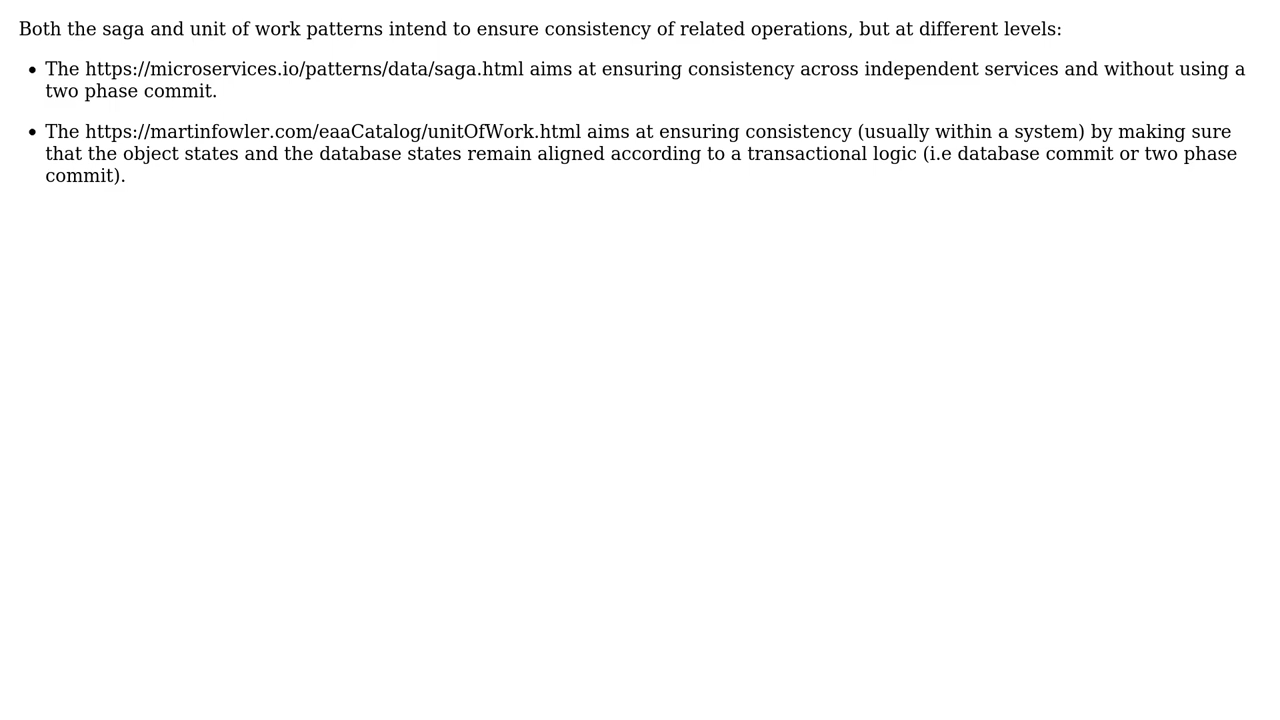 Both the saga and unit of work patterns intend to ensure consistency of related operations, but at different levels:
• The https://microservices.io/patterns/data/saga.html aims at ensuring consistency across independent services and without using a
two phase commit.
• The https://martinfowler.com/eaaCatalog/unitOfWork.html aims at ensuring consistency (usually within a system) by making sure
that the object states and the database states remain aligned according to a transactional logic (i.e database commit or two phase
commit).